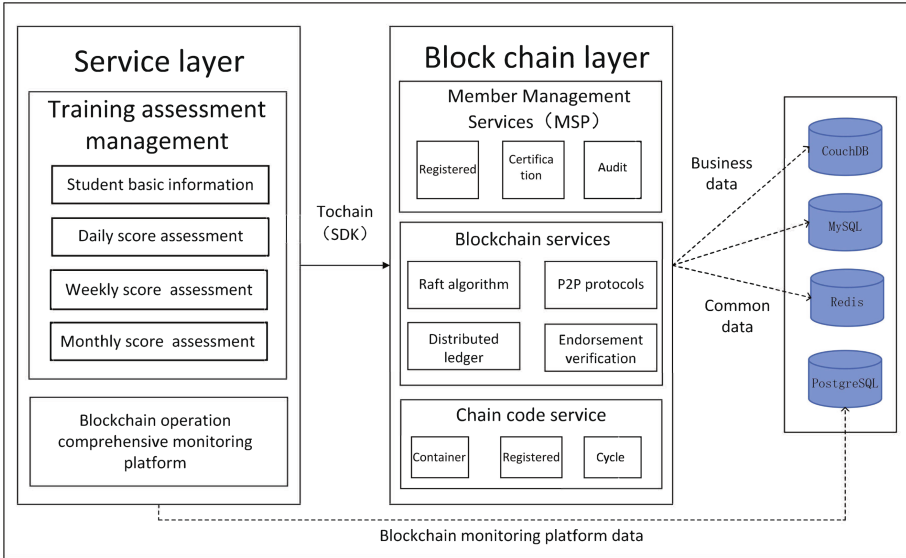 Service layer
Training assessment
management
Student basic information
Daily score assessment
Weekly score assessment
Monthly score assessment
Blockchain operation
comprehensive monitoring
platform
Tochain
（SDK）
Block chain layer
Member Management
Services（MSP）
Registered
Certifica
tion
Audit
Blockchain services
Raft algorithm
P2P protocols
Distributed
ledger
Endorsement
verification
Chain code service
Container
Registered
Cycle
Business
data
Common
data
CouchDB
MySQL
Redis
PostgreSQL
Blockchain monitoring platform data